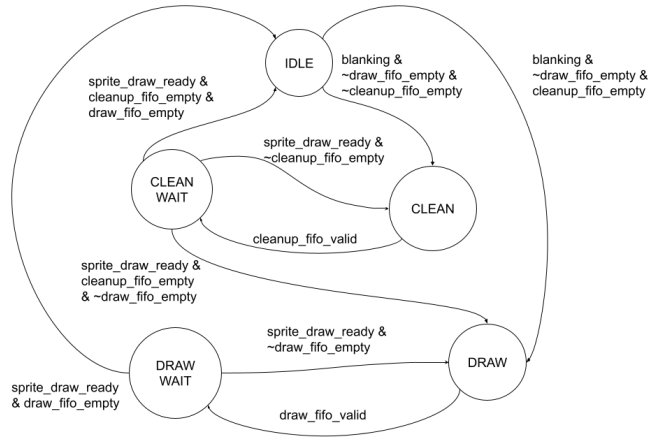 IDLE
blanking &
~draw_fifo_empty &
~cleanup_fifo_empty
blanking &
~draw_fifo_empty &
cleanup_fifo_empty
sprite_draw_ready &
cleanup_fifo_empty &
draw_fifo_empty
sprite_draw_ready &
~cleanup_fifo_empty
CLEAN
WAIT
CLEAN
cleanup_fifo_valid
sprite_draw_ready &
cleanup_fifo_empty
& ~draw_fifo_empty
sprite_draw_ready &
~draw_fifo_empty
DRAW
WAIT
DRAW
sprite_draw_ready
& draw_fifo_empty
draw_fifo_valid